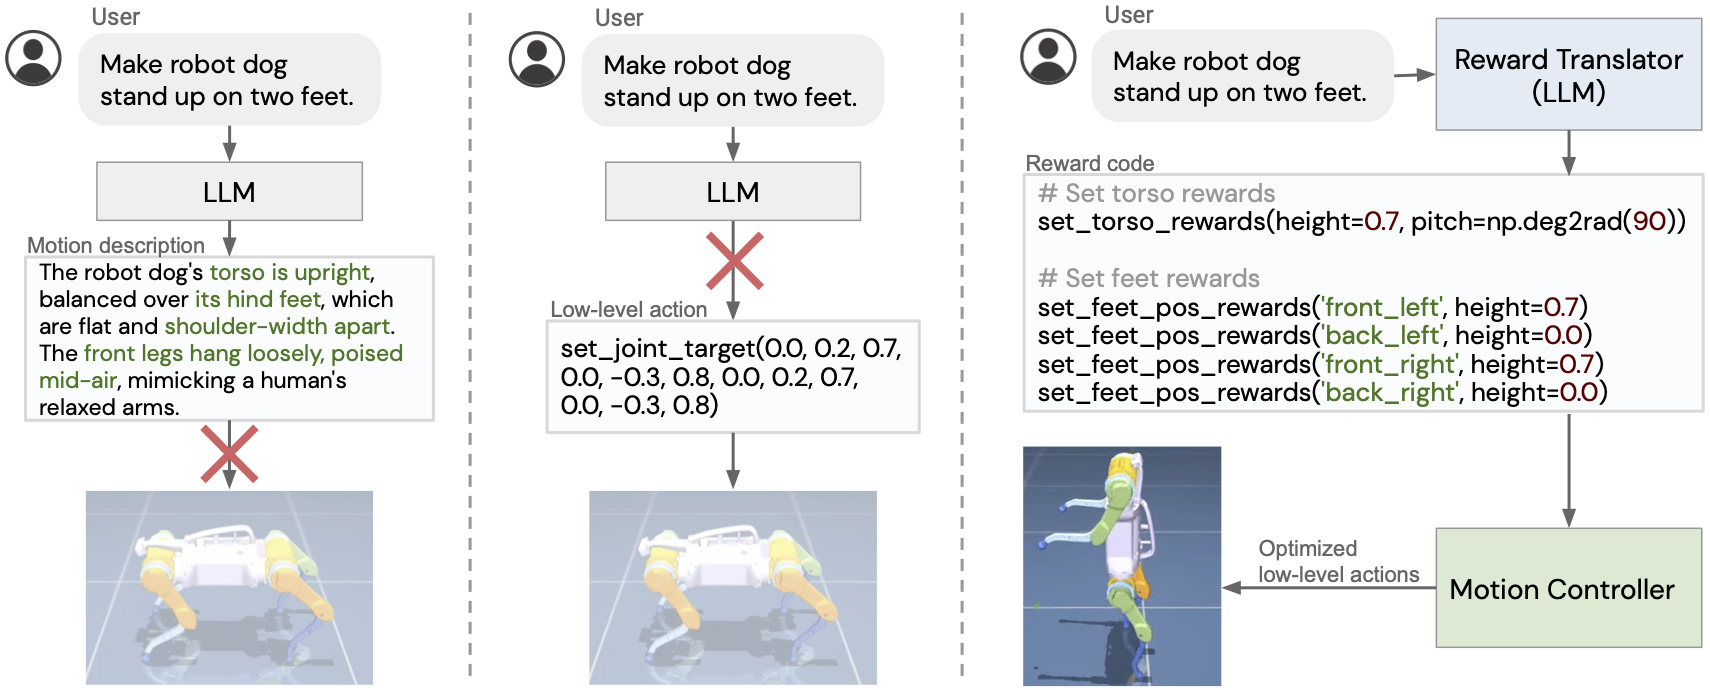 User
Make robot dog
stand up on two feet.
LLM
Motion description
The robot dog's torso is upright,
balanced over its hind feet, which
are flat and shoulder-width apart.
The front legs hang loosely, poised
mid-air, mimicking a human's
relaxed arms.
User
Make robot dog
stand up on two feet.
LLM
Low-level action
set_joint_target(0.0, 0.2, 0.7,
0.0, -0.3, 0.8, 0.0, 0.2, 0.7,
0.0, -0.3, 0.8)
User
Make robot dog
stand up on two feet.
Reward Translator
(LLM)
Reward code
# Set torso rewards
set_torso_rewards(height=0.7, pitch=np.deg2rad(90))
# Set feet rewards
set_feet_pos_rewards('front_left', height=0.7)
set_feet_pos_rewards('back_left', height=0.0)
set_feet_pos_rewards('front_right', height=0.7)
set_feet_pos_rewards('back_right', height=0.0)
Motion Controller
Optimized
low-level actions